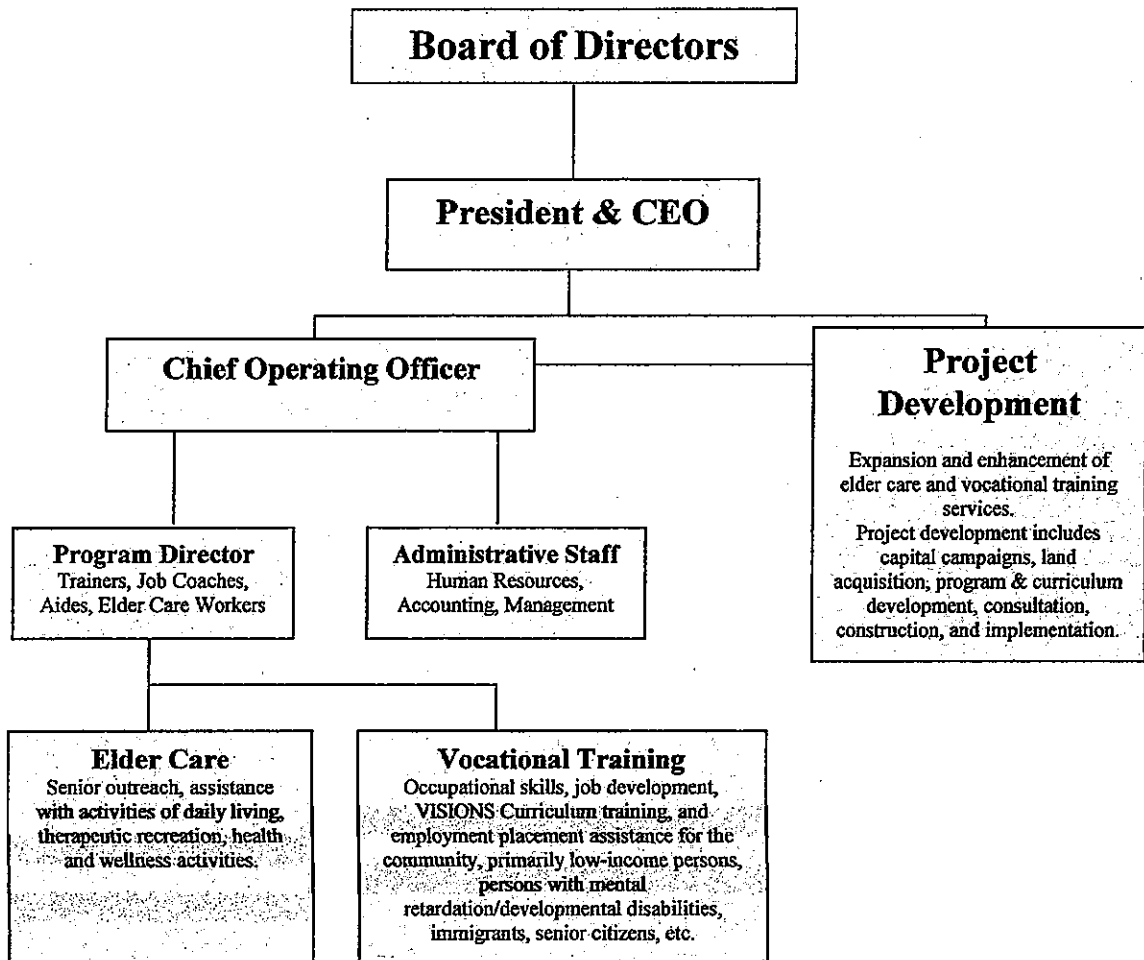 Board of Directors
President & CEO
Chief Operating Officer
Project
Development
Expansion and enhancement of
elder care and vocational training
services.
Project development includes
capital campaigns, land
acquisition, program & curriculum
development, consultation,
construction, and implementation.
Program Director
Trainers, Job Coaches,
Aides, Elder Care Workers
Administrative Staff
Human Resources,
Accounting, Management
Elder Care
Senior outreach, assistance
with activities of daily living,
therapeutic recreation, health
and wellness activities.
Vocational Training
Occupational skills, job development,
VISIONS Curriculum training, and
employment placement assistance for the
community, primarily low-income persons,
persons with mental
retardation/developmental disabilities,
immigrants, senior citizens, etc.